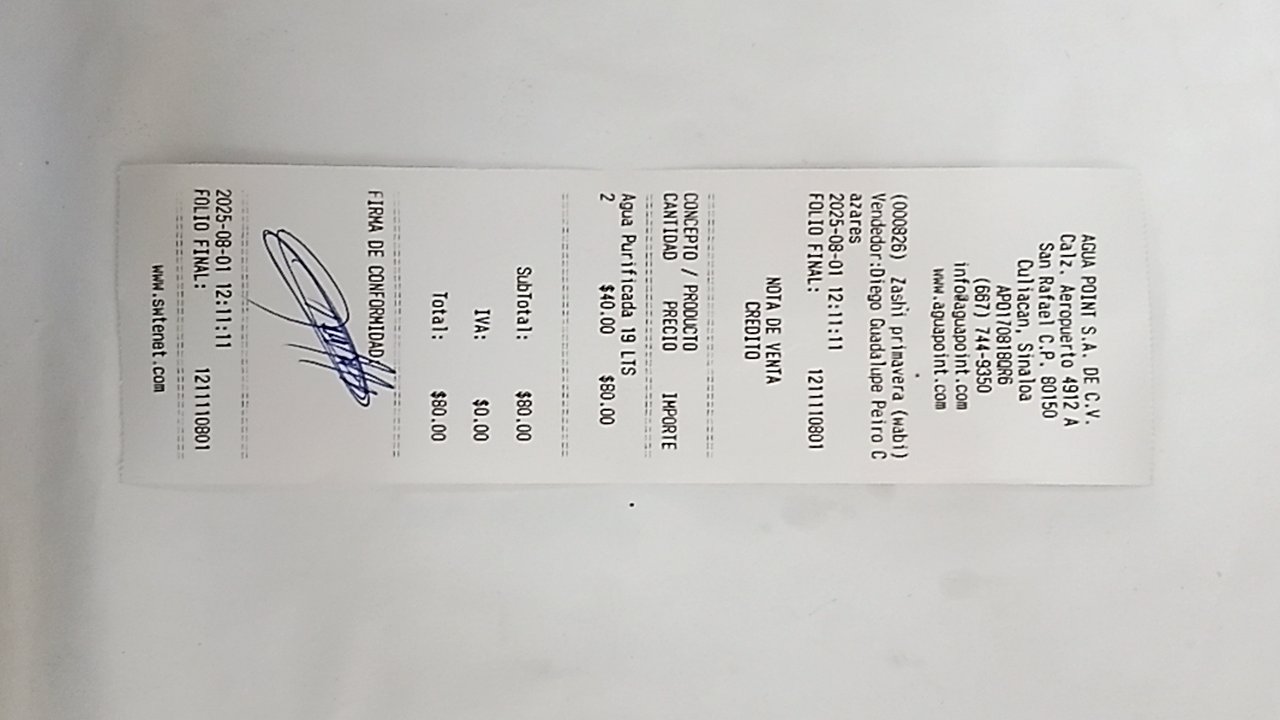 AGUA POINT S.A. DE C.V.
Calz. Aeropuerto 4912 A
San Rafael C.P. 80150
Culiacan, Sinaloa
APO170818QR6
(667) 744-9350
info@aguapoint.com
www.aguapoint.com
(000826) Zashi primavera (wabi)
Vendedor:Diego Guadalupe Peiro C
azares
2025-08-01 12:11:11
FOLIO FINAL: 1211110801
NOTA DE VENTA
CREDITO
CONCEPTO / PRODUCTO
CANTIDAD PRECIO IMPORTE
Agua Purificada 19 LTS
2 $40.00 $80.00
SubTotal: $80.00
IVA: $0.00
Total: $80.00
FIRMA DE CONFORMIDAD
2025-08-01 12:11:11
FOLIO FINAL: 1211110801
www.swtenet.com